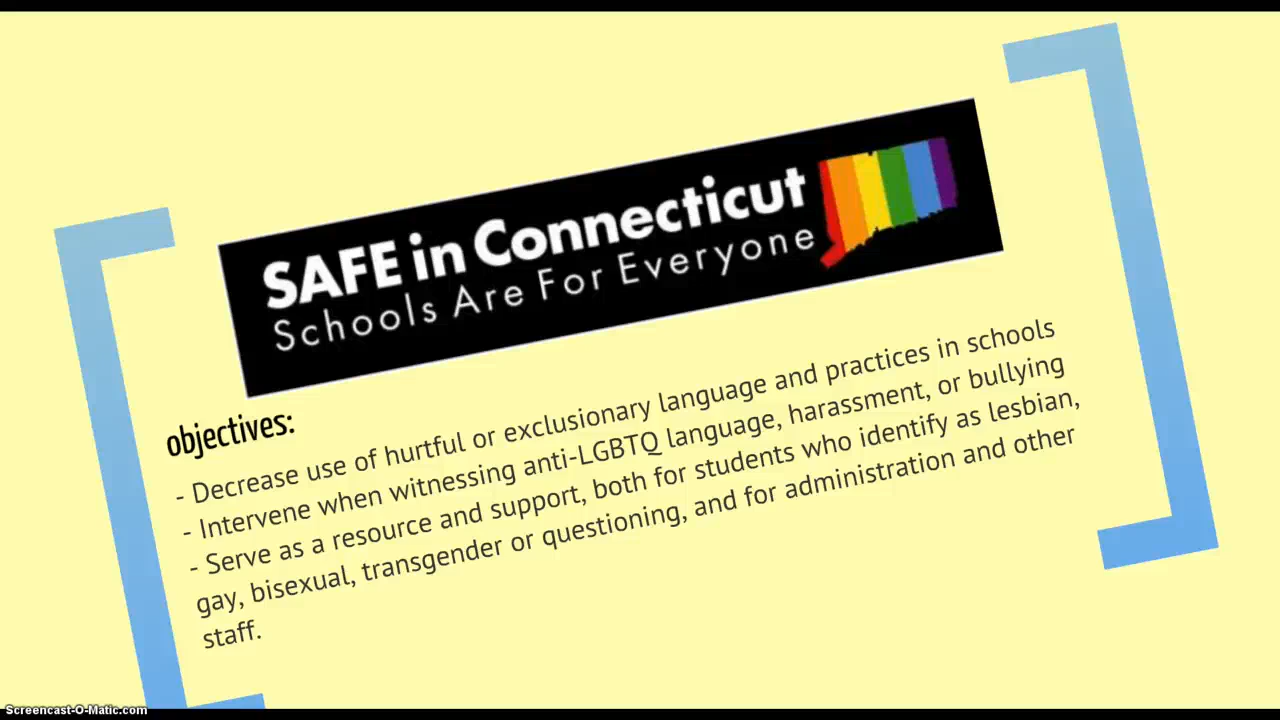 SAFE in Connecticut
Schools Are For Everyone
objectives:
- Decrease use of hurtful or exclusionary language and practices in schools
- Intervene when witnessing anti-LGBTQ language, harassment, or bullying
- Serve as a resource and support, both for students who identify as lesbian,
gay, bisexual, transgender or questioning, and for administration and other
staff.
Screencast-O-Matic.com